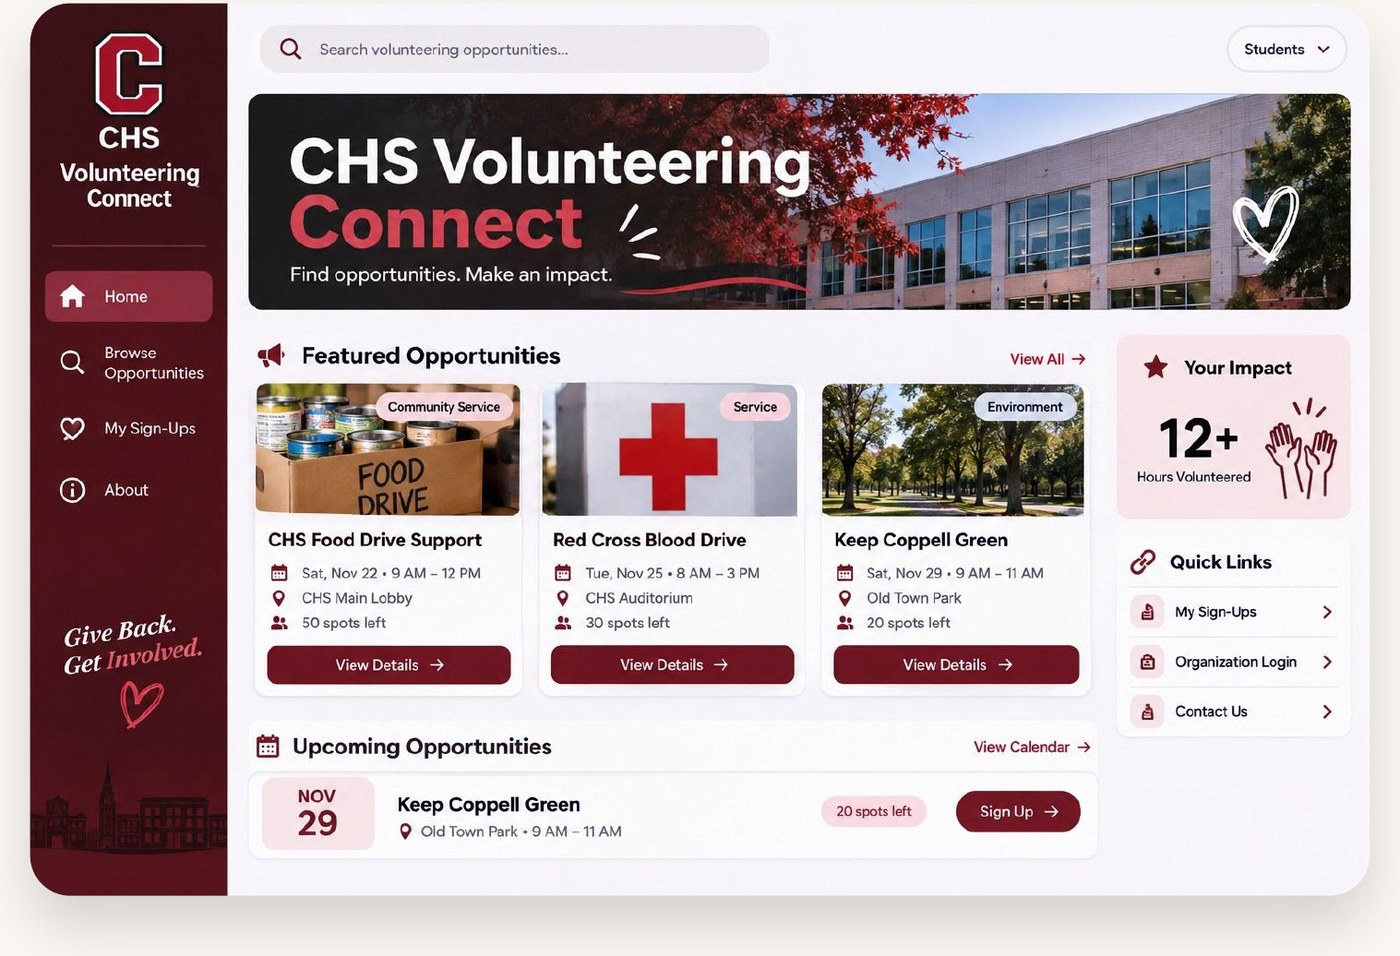 C
CHS
Volunteering
Connect
Home
Browse
Opportunities
My Sign-Ups
About
Give Back.
Get Involved.
Search volunteering opportunities...
Students
CHS Volunteering
Connect
Find opportunities. Make an impact.
Featured Opportunities
View All →
Community Service
FOOD
DRIVE
CHS Food Drive Support
Sat, Nov 22 • 9 AM – 12 PM
CHS Main Lobby
50 spots left
View Details →
Service
Red Cross Blood Drive
Tue, Nov 25 • 8 AM – 3 PM
CHS Auditorium
30 spots left
View Details →
Environment
Keep Coppell Green
Sat, Nov 29 • 9 AM – 11 AM
Old Town Park
20 spots left
View Details →
Your Impact
12+
Hours Volunteered
Quick Links
My Sign-Ups
Organization Login
Contact Us
Upcoming Opportunities
View Calendar →
NOV
29
Keep Coppell Green
Old Town Park • 9 AM – 11 AM
20 spots left
Sign Up →